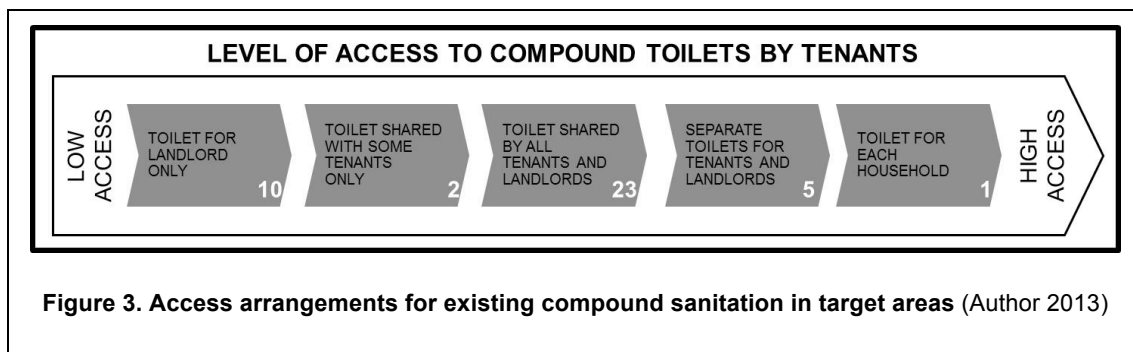 LEVEL OF ACCESS TO COMPOUND TOILETS BY TENANTS
LOW
ACCESS
TOILET FOR
LANDLORD
ONLY
10
TOILET SHARED
WITH SOME
TENANTS
ONLY
2
TOILET SHARED
BY ALL
TENANTS AND
LANDLORDS
23
SEPARATE
TOILETS FOR
TENANTS AND
LANDLORDS
5
TOILET FOR
EACH
HOUSEHOLD
1
HIGH
ACCESS
Figure 3. Access arrangements for existing compound sanitation in target areas (Author 2013)